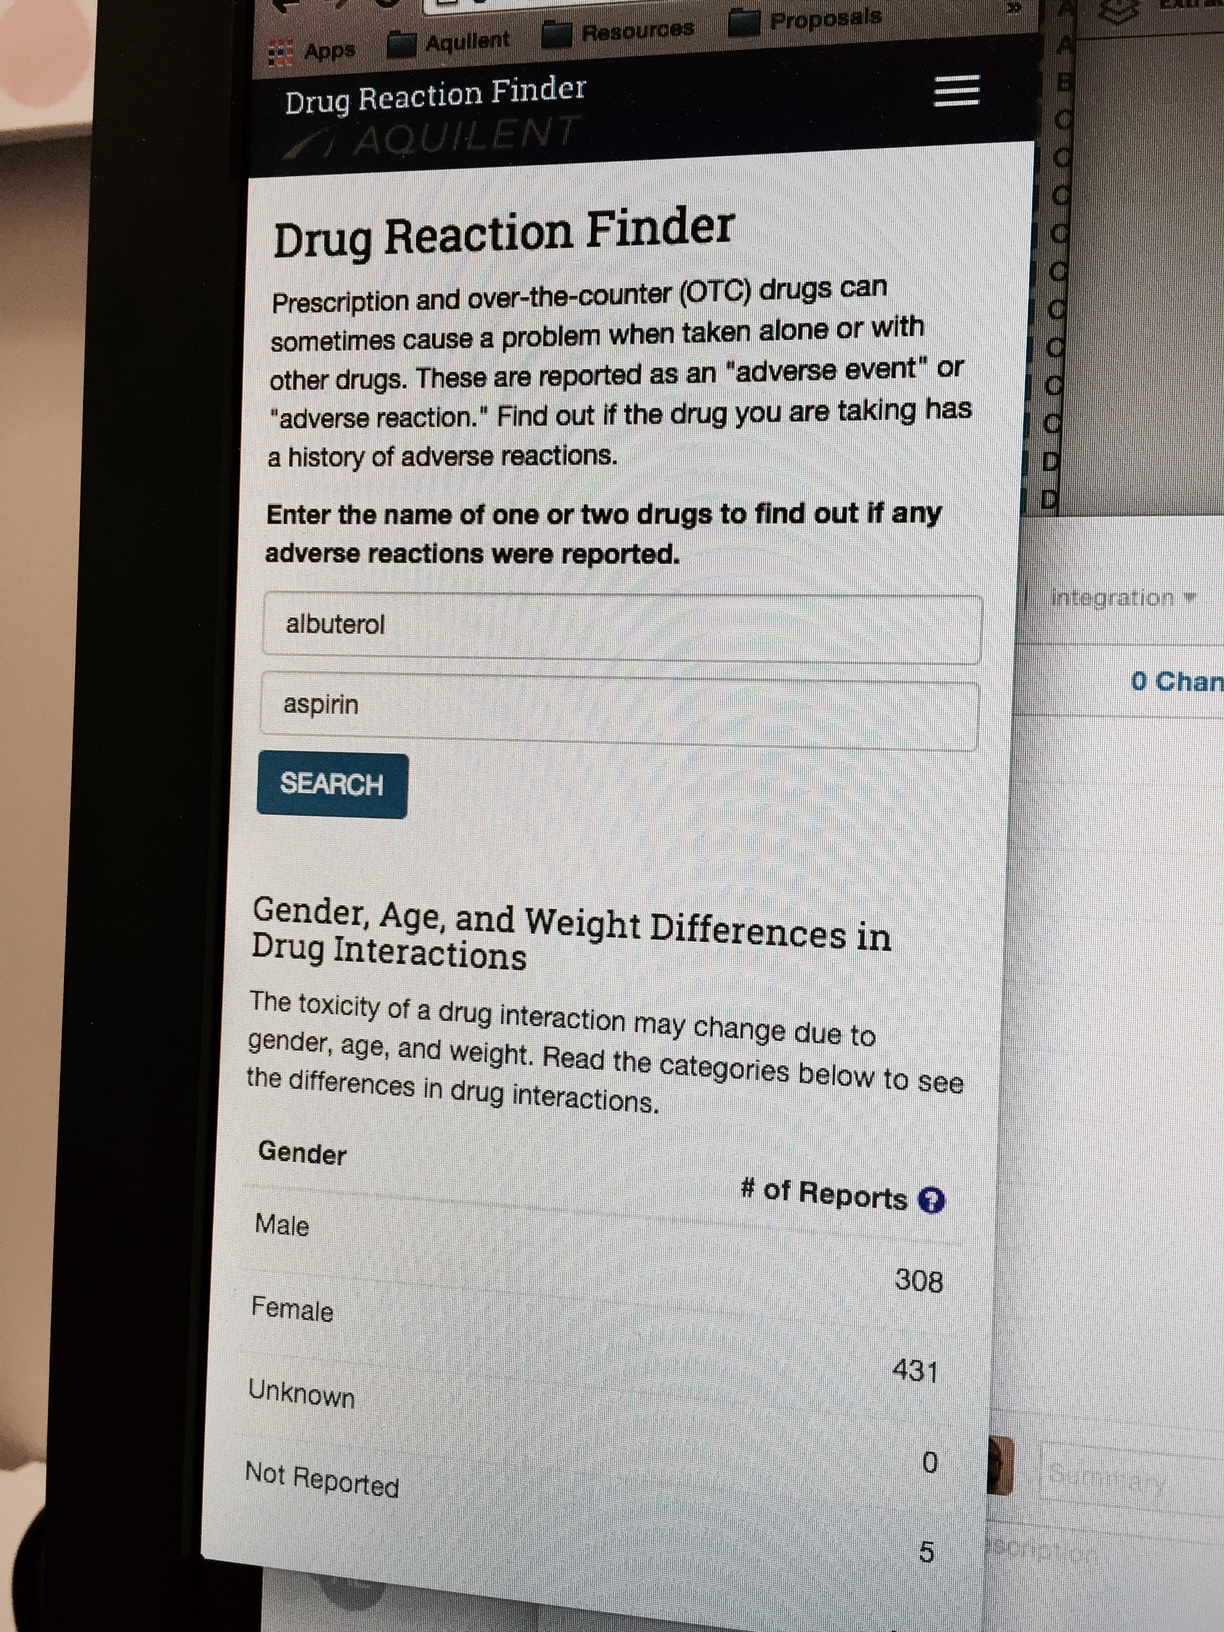 Apps Aquilent Resources Proposals »
Drug Reaction Finder
AQUILENT
Drug Reaction Finder
Prescription and over-the-counter (OTC) drugs can
sometimes cause a problem when taken alone or with
other drugs. These are reported as an "adverse event" or
"adverse reaction." Find out if the drug you are taking has
a history of adverse reactions.
Enter the name of one or two drugs to find out if any
adverse reactions were reported.
albuterol
aspirin
SEARCH
Gender, Age, and Weight Differences in
Drug Interactions
The toxicity of a drug interaction may change due to
gender, age, and weight. Read the categories below to see
the differences in drug interactions.
Gender # of Reports ?
Male 308
Female 431
Unknown 0
Not Reported 5
A
E
C
C
C
C
C
C
C
C
C
D
D
integration
0 Chan
Summary
escription